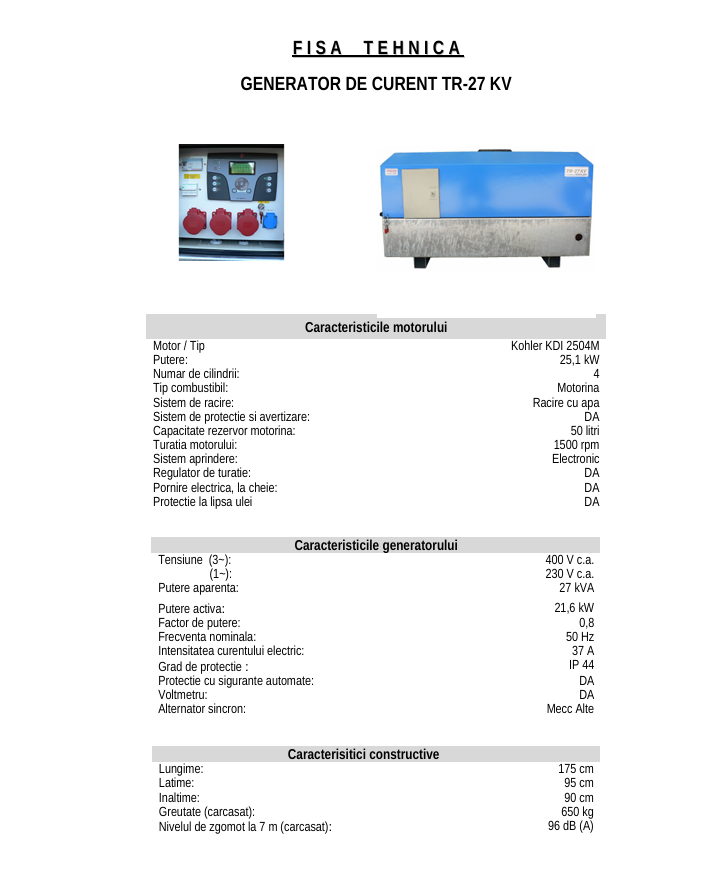 FISA TEHNICA
GENERATOR DE CURENT TR-27 KV
Caracteristicile motorului
Motor / Tip Kohler KDI 2504M
Putere: 25,1 kW
Numar de cilindrii: 4
Tip combustibil: Motorina
Sistem de racire: Racire cu apa
Sistem de protectie si avertizare: DA
Capacitate rezervor motorina: 50 litri
Turatia motorului: 1500 rpm
Sistem aprindere: Electronic
Regulator de turatie: DA
Pornire electrica, la cheie: DA
Protectie la lipsa ulei DA
Caracteristicile generatorului
Tensiune (3~): 400 V c.a.
(1~): 230 V c.a.
Putere aparenta: 27 kVA
Putere activa: 21,6 kW
Factor de putere: 0,8
Frecventa nominala: 50 Hz
Intensitatea curentului electric: 37 A
Grad de protectie : IP 44
Protectie cu sigurante automate: DA
Voltmetru: DA
Alternator sincron: Mecc Alte
Caracterisitici constructive
Lungime: 175 cm
Latime: 95 cm
Inaltime: 90 cm
Greutate (carcasat): 650 kg
Nivelul de zgomot la 7 m (carcasat): 96 dB (A)